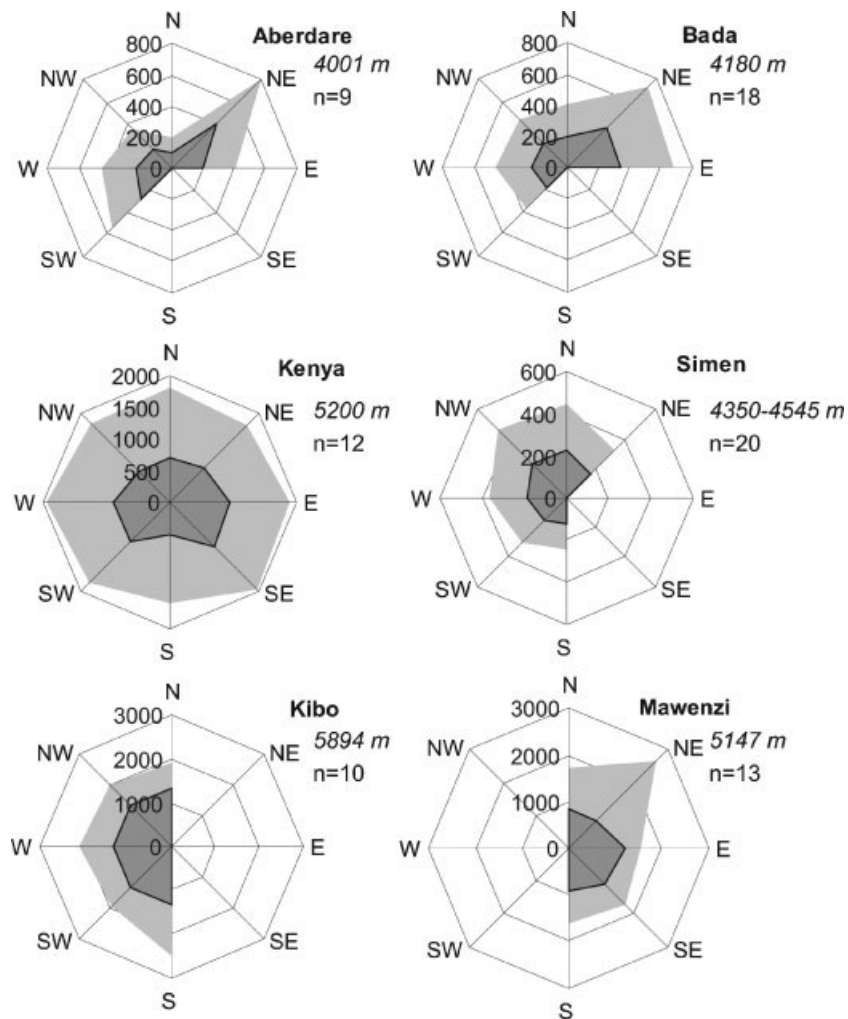 N
Aberdare
4001 m
n=9
800
600
400
200
0
NW
NE
W
E
SW
SE
S
N
Bada
4180 m
n=18
800
600
400
200
0
NW
NE
W
E
SW
SE
S
N
Kenya
5200 m
n=12
2000
1500
1000
500
0
NW
NE
W
E
SW
SE
S
N
Simen
4350-4545 m
n=20
600
400
200
0
NW
NE
W
E
SW
SE
S
N
Kibo
5894 m
n=10
3000
2000
1000
0
NW
NE
W
E
SW
SE
S
N
Mawenzi
5147 m
n=13
3000
2000
1000
0
NW
NE
W
E
SW
SE
S